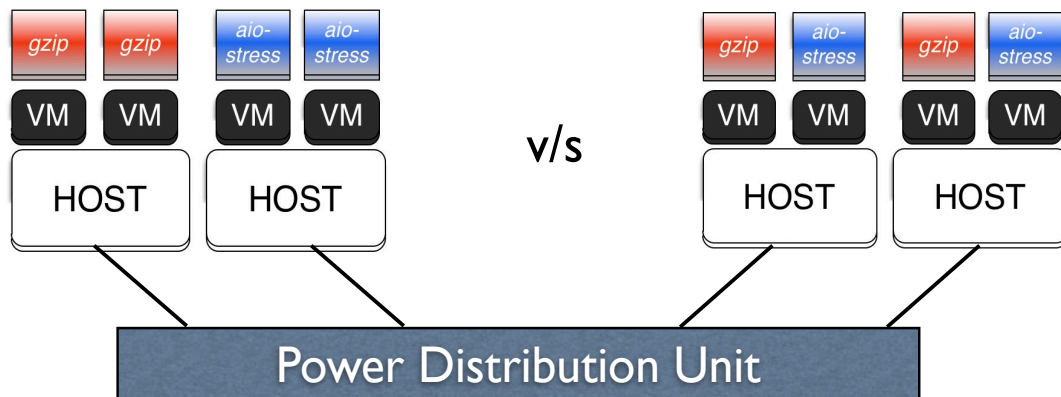 gzip gzip aio-stress aio-stress gzip aio-stress gzip aio-stress
VM VM VM VM v/s VM VM VM VM
HOST HOST HOST HOST
Power Distribution Unit